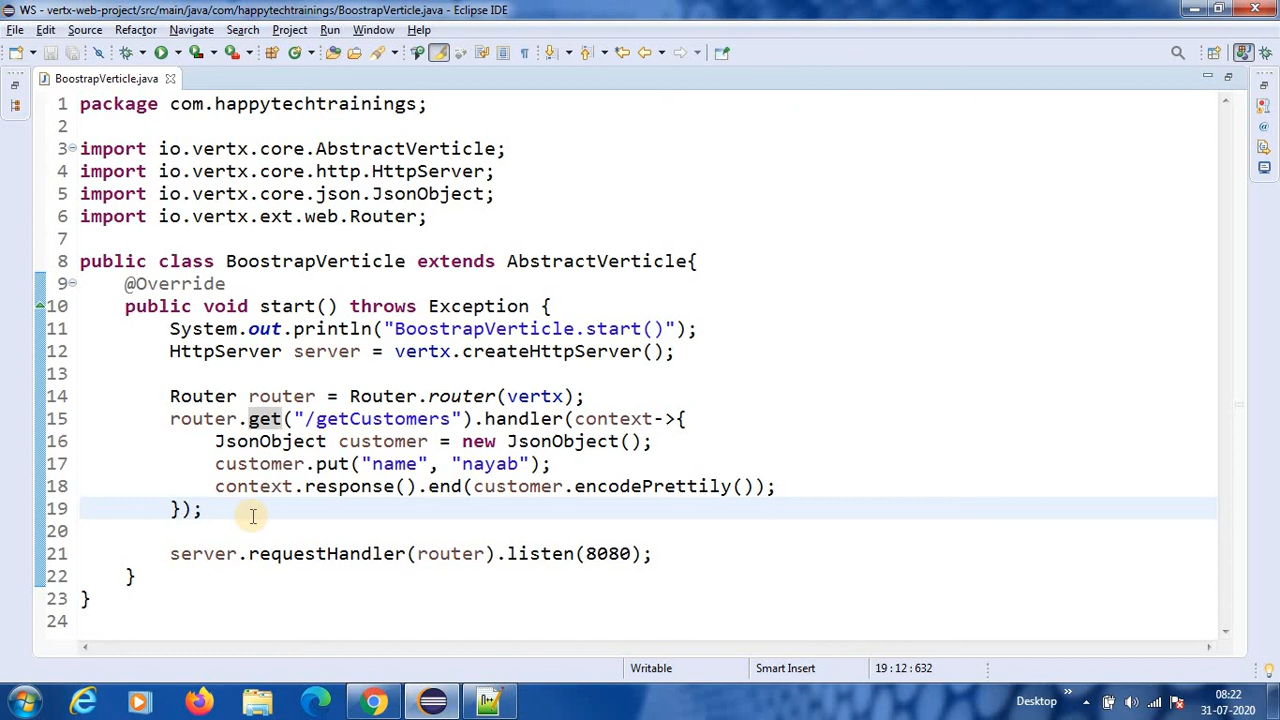 WS - vertx-web-project/src/main/java/com/happytechtrainings/BoostrapVerticle.java - Eclipse IDE
File Edit Source Refactor Navigate Search Project Run Window Help
BoostrapVerticle.java
1 package com.happytechtrainings;
2
3 import io.vertx.core.AbstractVerticle;
4 import io.vertx.core.http.HttpServer;
5 import io.vertx.core.json.JsonObject;
6 import io.vertx.ext.web.Router;
7
8 public class BoostrapVerticle extends AbstractVerticle{
9 @Override
10 public void start() throws Exception {
11 System.out.println("BoostrapVerticle.start()");
12 HttpServer server = vertx.createHttpServer();
13
14 Router router = Router.router(vertx);
15 router.get("/getCustomers").handler(context->{
16 JsonObject customer = new JsonObject();
17 customer.put("name", "nayab");
18 context.response().end(customer.encodePrettily());
19 });
20
21 server.requestHandler(router).listen(8080);
22 }
23 }
24
Writable Smart Insert 19 : 12 : 632
Desktop
08:22
31-07-2020